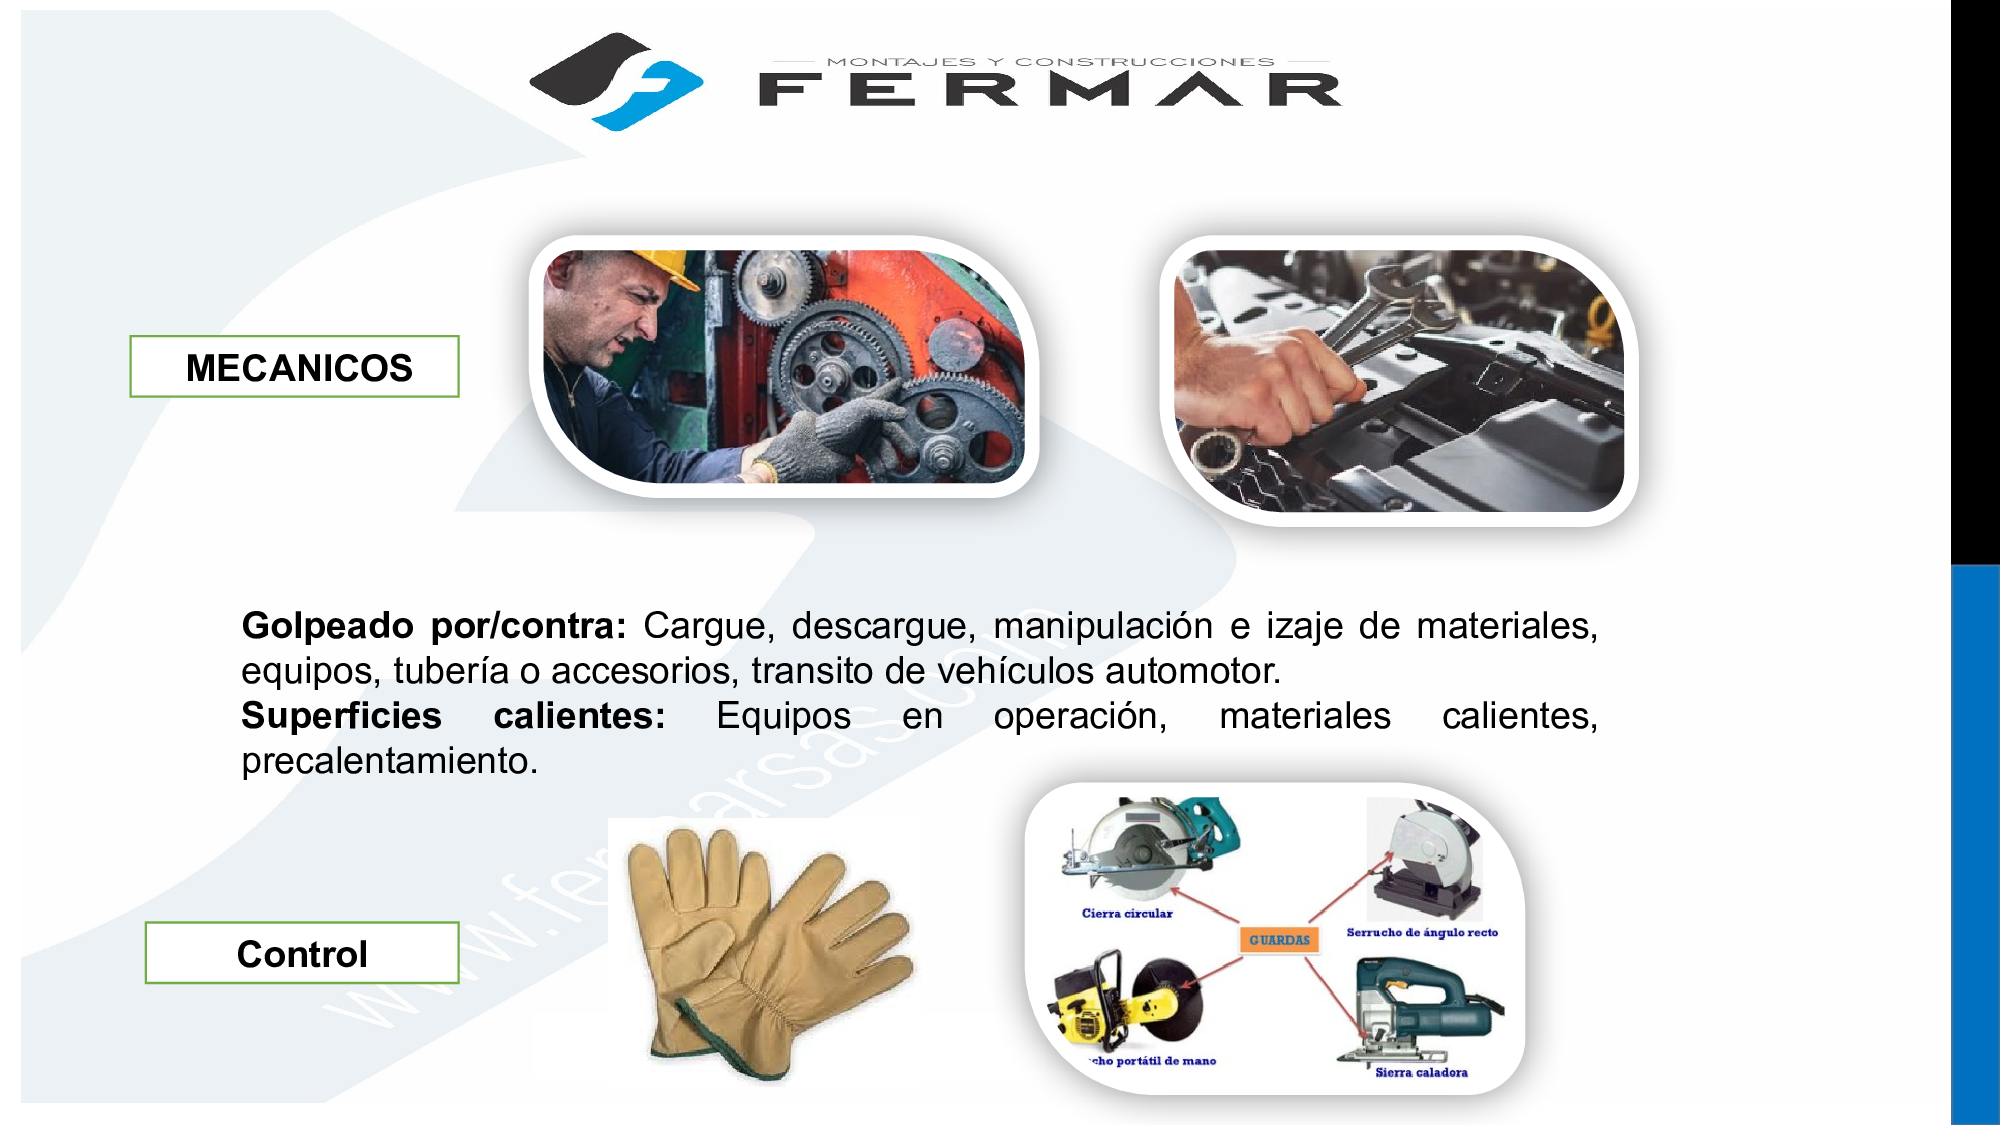 MONTAJES Y CONSTRUCCIONES
FERMAR
MECANICOS
Golpeado por/contra: Cargue, descargue, manipulación e izaje de materiales,
equipos, tubería o accesorios, transito de vehículos automotor.
Superficies calientes: Equipos en operación, materiales calientes,
precalentamiento.
Control
Cierra circular
Serrucho de ángulo recto
GUARDAS
cho portátil de mano
Sierra caladora